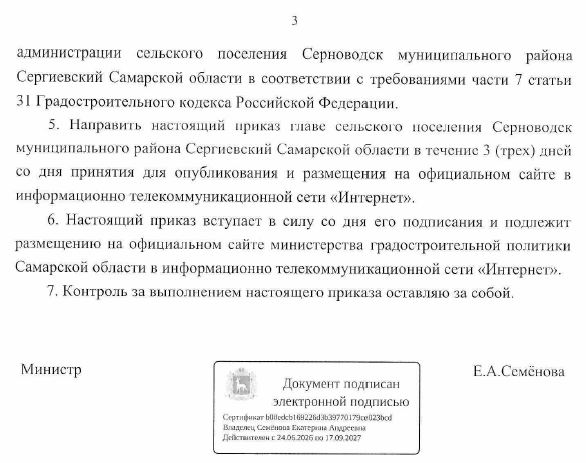 3
администрации сельского поселения Серноводск муниципального района
Сергиевский Самарской области в соответствии с требованиями части 7 статьи
31 Градостроительного кодекса Российской Федерации.
5. Направить настоящий приказ главе сельского поселения Серноводск
муниципального района Сергиевский Самарской области в течение 3 (трех) дней
со дня принятия для опубликования и размещения на официальном сайте в
информационно телекоммуникационной сети «Интернет».
6. Настоящий приказ вступает в силу со дня его подписания и подлежит
размещению на официальном сайте министерства градостроительной политики
Самарской области в информационно телекоммуникационной сети «Интернет».
7. Контроль за выполнением настоящего приказа оставляю за собой.
Министр
Е.А.Семёнова
Документ подписан
электронной подписью
Сертификат
Владелец Семёнова Екатерина Андреевна
Действителен с 24.06.2026 по 17.09.2027